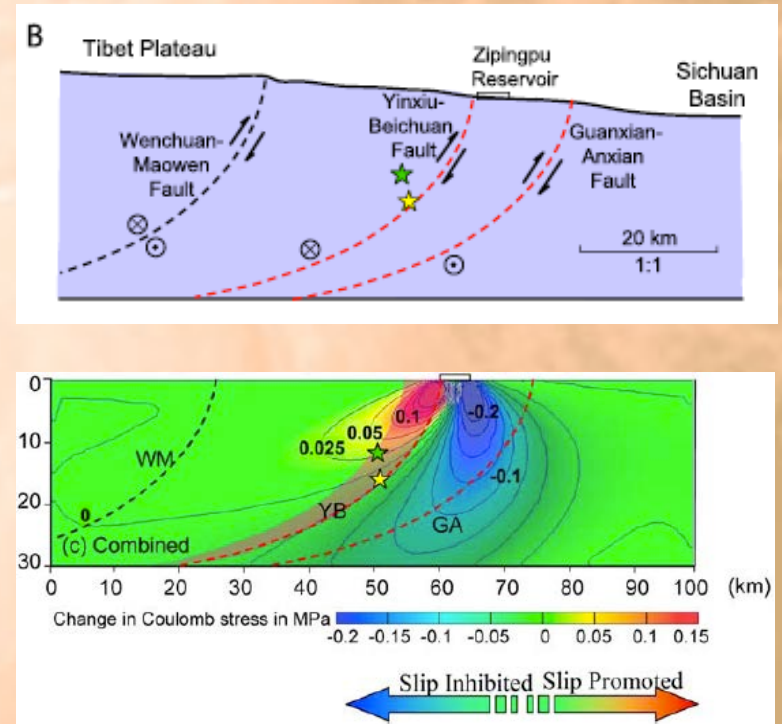 B
Tibet Plateau
Zipingpu
Reservoir
Sichuan
Basin
Yinxiu-
Beichuan
Fault
Wenchuan-
Maowen
Fault
Guanxian-
Anxian
Fault
20 km
1:1
0
10
20
30
WM
0
(c) Combined
0.025
0.05
0.1
YB
GA
-0.2
-0.1
0 10 20 30 40 50 60 70 80 90 100 (km)
Change in Coulomb stress in MPa
-0.2 -0.15 -0.1 -0.05 0 0.05 0.1 0.15
Slip Inhibited Slip Promoted